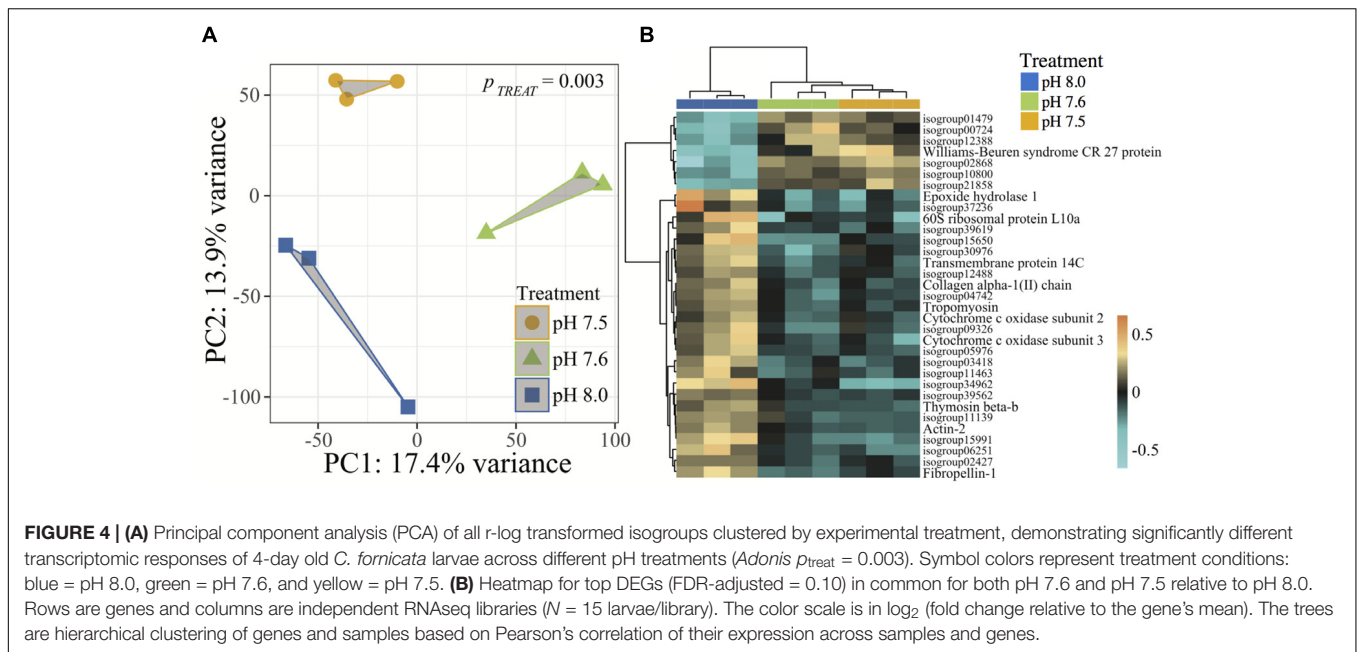 A
p TREAT = 0.003
50
0
-50
-100
PC2: 13.9% variance
-50
0
50
100
PC1: 17.4% variance
Treatment
pH 7.5
pH 7.6
pH 8.0
B
Treatment
pH 8.0
pH 7.6
pH 7.5
isogroup01479
isogroup00724
isogroup12388
Williams-Beuren syndrome CR 27 protein
isogroup02868
isogroup10800
isogroup21858
Epoxide hydrolase 1
isogroup37236
60S ribosomal protein L10a
isogroup39619
isogroup15650
isogroup30976
Transmembrane protein 14C
isogroup12488
Collagen alpha-1(II) chain
isogroup04742
Tropomyosin
Cytochrome c oxidase subunit 2
isogroup09326
Cytochrome c oxidase subunit 3
isogroup05976
isogroup03418
isogroup11463
isogroup34962
isogroup39562
Thymosin beta-b
isogroup11139
Actin-2
isogroup15991
isogroup06251
isogroup02427
Fibropellin-1
0.5
0
-0.5
FIGURE 4 | (A) Principal component analysis (PCA) of all r-log transformed isogroups clustered by experimental treatment, demonstrating significantly different
transcriptomic responses of 4-day old C. fornicata larvae across different pH treatments (Adonis ptreat = 0.003). Symbol colors represent treatment conditions:
blue = pH 8.0, green = pH 7.6, and yellow = pH 7.5. (B) Heatmap for top DEGs (FDR-adjusted = 0.10) in common for both pH 7.6 and pH 7.5 relative to pH 8.0.
Rows are genes and columns are independent RNAseq libraries (N = 15 larvae/library). The color scale is in log2 (fold change relative to the gene's mean). The trees
are hierarchical clustering of genes and samples based on Pearson's correlation of their expression across samples and genes.